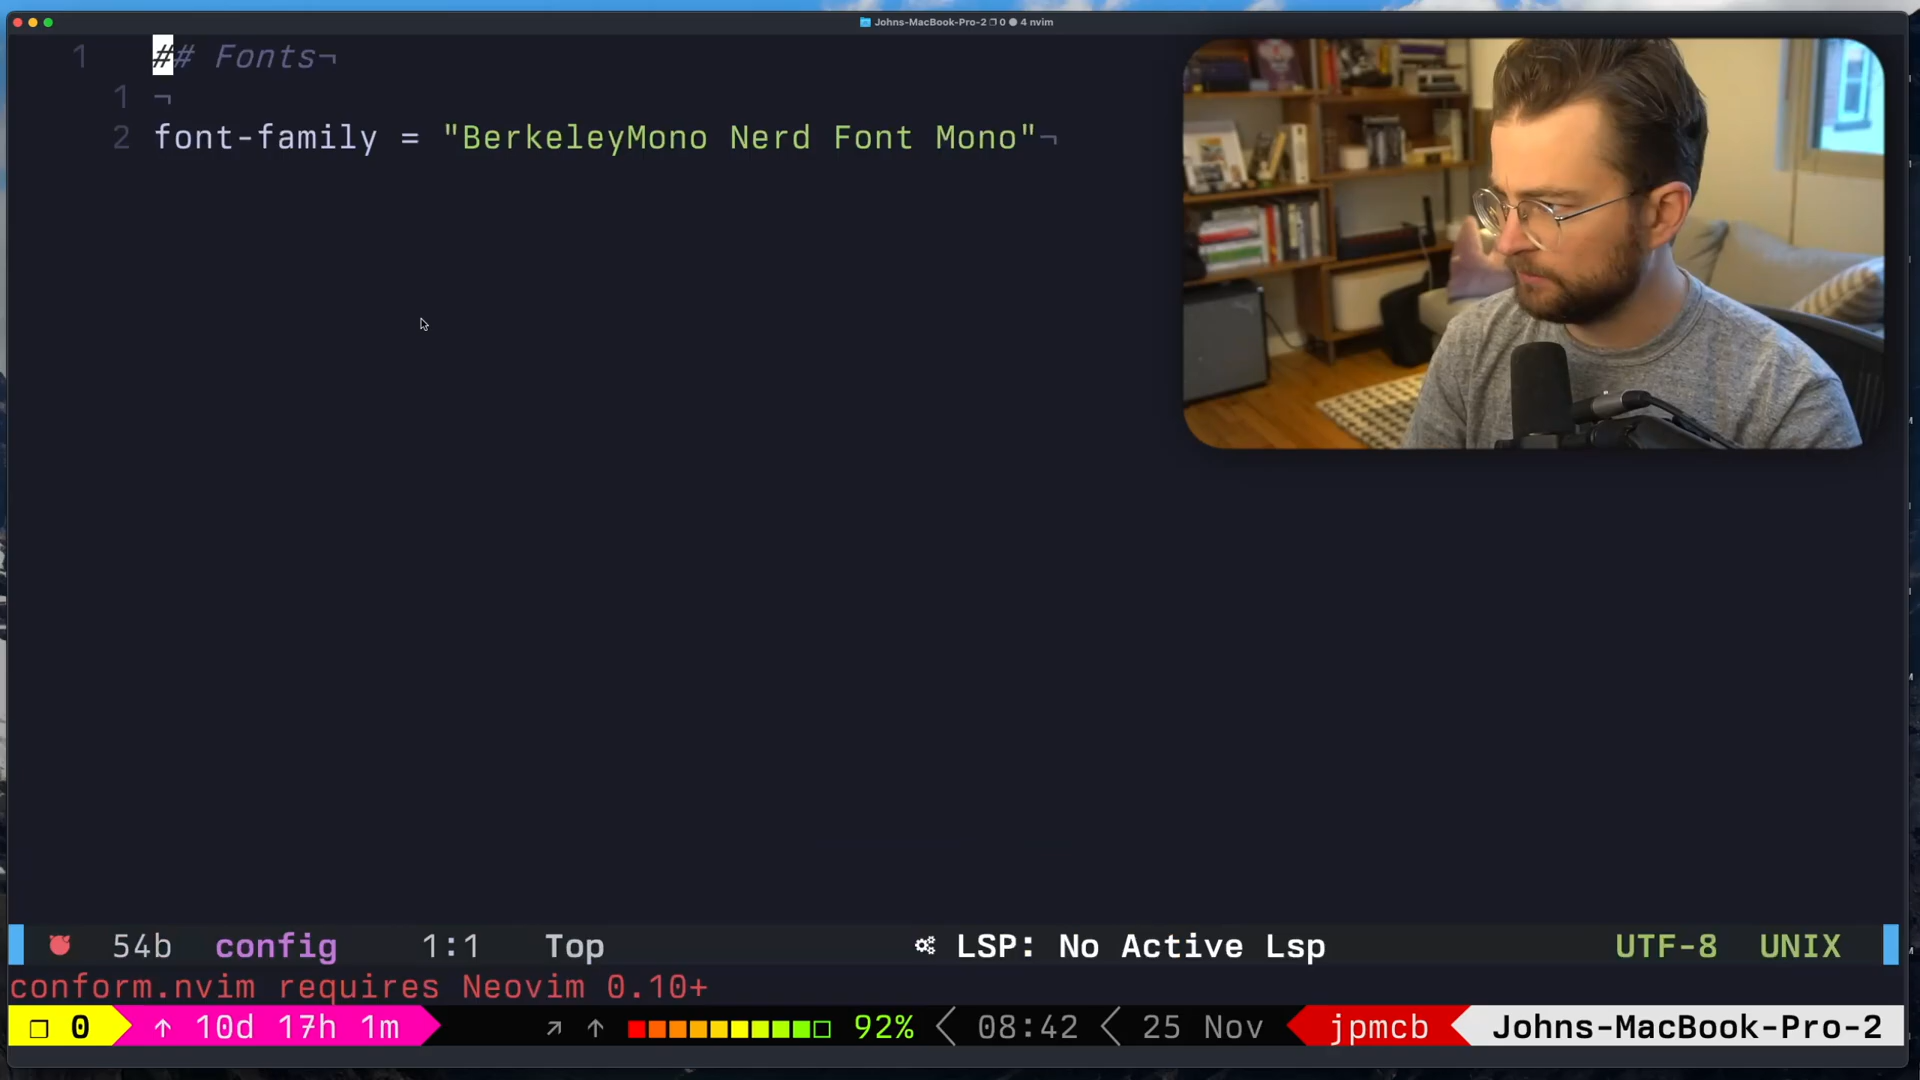 Johns-MacBook-Pro-2 ❐ 0 ● 4 nvim
1 ## Fonts¬
1 ¬
2 font-family = "BerkeleyMono Nerd Font Mono"¬
54b config 1:1 Top LSP: No Active Lsp UTF-8 UNIX
conform.nvim requires Neovim 0.10+
❐ 0 ↑ 10d 17h 1m ↗ ↑ 92% 08:42 25 Nov jpmcb Johns-MacBook-Pro-2